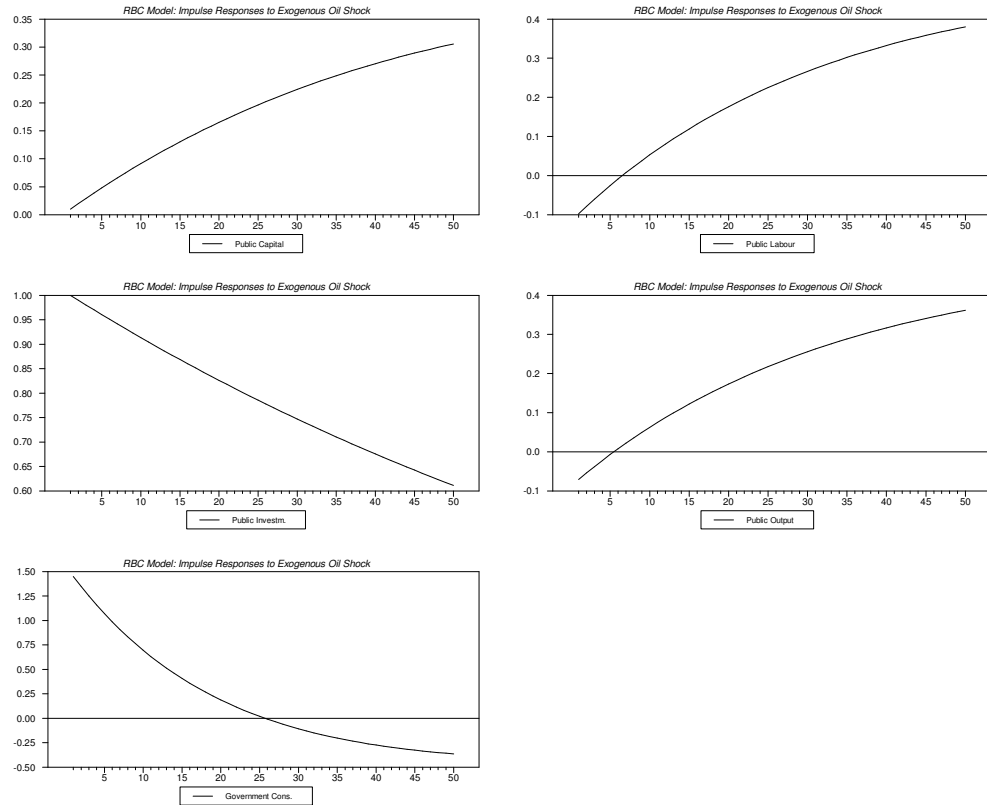 RBC Model: Impulse Responses to Exogenous Oil Shock
0.35
0.30
0.25
0.20
0.15
0.10
0.05
0.00
5 10 15 20 25 30 35 40 45 50
Public Capital
RBC Model: Impulse Responses to Exogenous Oil Shock
0.4
0.3
0.2
0.1
0.0
-0.1
5 10 15 20 25 30 35 40 45 50
Public Labour
RBC Model: Impulse Responses to Exogenous Oil Shock
1.00
0.95
0.90
0.85
0.80
0.75
0.70
0.65
0.60
5 10 15 20 25 30 35 40 45 50
Public Investm.
RBC Model: Impulse Responses to Exogenous Oil Shock
0.4
0.3
0.2
0.1
0.0
-0.1
5 10 15 20 25 30 35 40 45 50
Public Output
RBC Model: Impulse Responses to Exogenous Oil Shock
1.50
1.25
1.00
0.75
0.50
0.25
0.00
-0.25
-0.50
5 10 15 20 25 30 35 40 45 50
Government Cons.